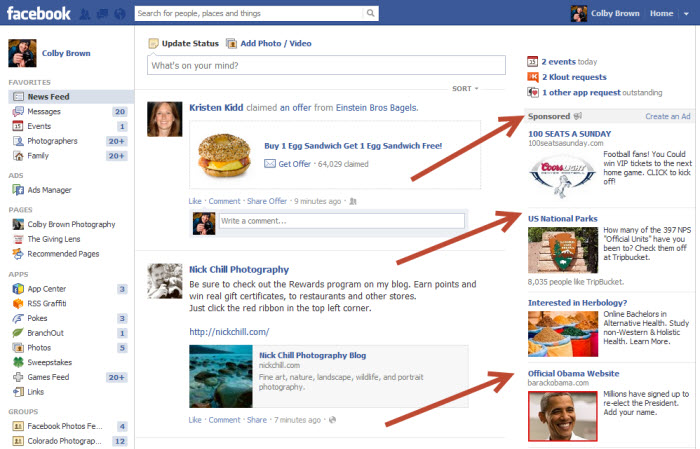 facebook
Search for people, places and things
Colby Brown
Home
Colby Brown
FAVORITES
News Feed
Messages 20
Events 1
Photographers 20+
Family 20+
ADS
Ads Manager
PAGES
Colby Brown Photography
The Giving Lens
Recommended Pages
APPS
App Center 3
RSS Graffiti
Pokes 3
BranchOut 1
Photos 5
Sweepstakes
Games Feed 20+
Links
GROUPS
Facebook Photos Fe... 4
Colorado Photograp... 12
Update Status
Add Photo / Video
What's on your mind?
SORT
Kristen Kidd claimed an offer from Einstein Bros Bagels.
Buy 1 Egg Sandwich Get 1 Egg Sandwich Free!
Get Offer · 64,029 claimed
Like · Comment · Share Offer · 9 minutes ago ·
Write a comment...
Nick Chill Photography
Be sure to check out the Rewards program on my blog. Earn points and
win real gift certificates, to restaurants and other stores.
Just click the red ribbon in the top left corner.
http://nickchill.com/
Nick Chill Photography Blog
nickchill.com
Fine art, nature, landscape, wildlife, and portrait
photography.
Like · Comment · Share · 7 minutes ago ·
2 events today
2 Klout requests
1 other app request outstanding
Sponsored
Create an Ad
100 SEATS A SUNDAY
100seatsasunday.com
Coors Light
Football fans! You Could
win VIP tickets to the next
home game. CLICK to kick
off!
US National Parks
How many of the 397 NPS
"Official Units" have you
been to? Check them off
at Tripbucket.
8,035 people like TripBucket.
Interested in Herbology?
Online Bachelors in
Alternative Health. Study
non-Western & Holistic
Health. Learn More.
Official Obama Website
barackobama.com
Millions have signed up to
re-elect the President.
Add your name.